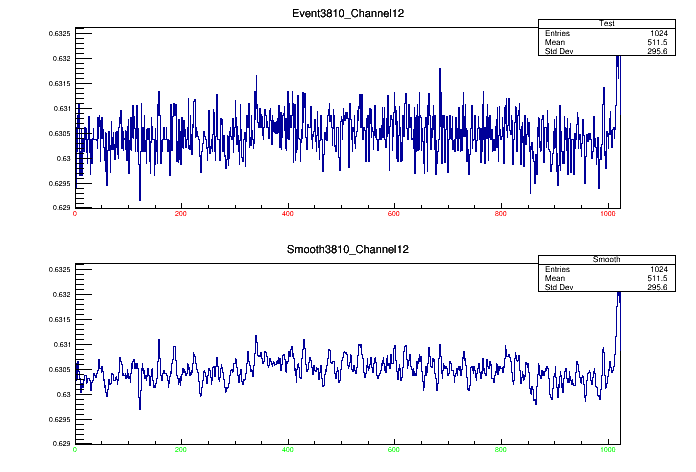 Event3810_Channel12
Test
Entries 1024
Mean 511.5
Std Dev 295.6
0.6325
0.632
0.6315
0.631
0.6305
0.63
0.6295
0.629
0 200 400 600 800 1000
Smooth3810_Channel12
Smooth
Entries 1024
Mean 511.5
Std Dev 295.6
0.6325
0.632
0.6315
0.631
0.6305
0.63
0.6295
0.629
0 200 400 600 800 1000